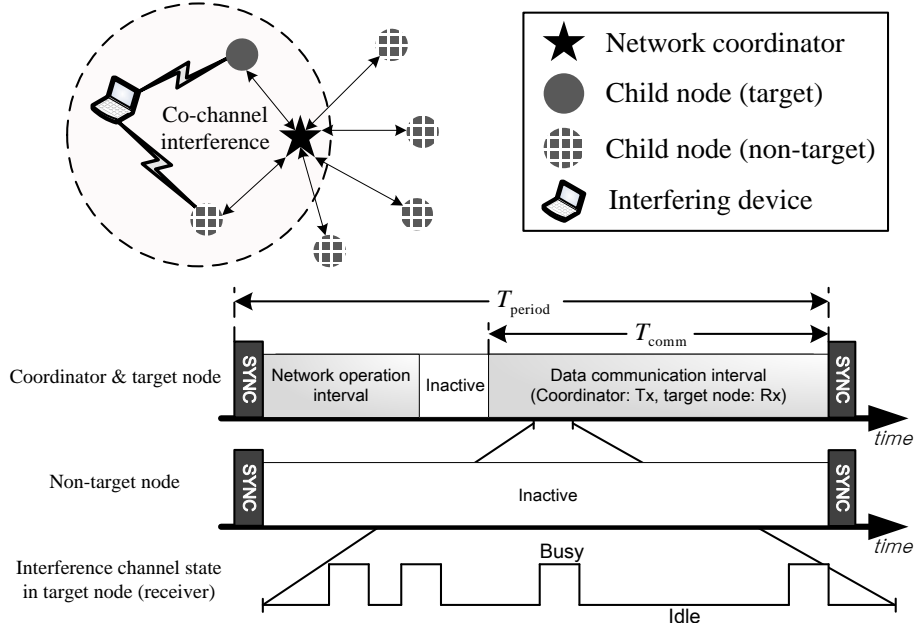 Co-channel
interference
Network coordinator
Child node (target)
Child node (non-target)
Interfering device
T_period
T_comm
Coordinator & target node
SYNC
Network operation
interval
Inactive
Data communication interval
(Coordinator: Tx, target node: Rx)
SYNC
time
Non-target node
SYNC
Inactive
SYNC
time
Interference channel state
in target node (receiver)
Busy
Idle